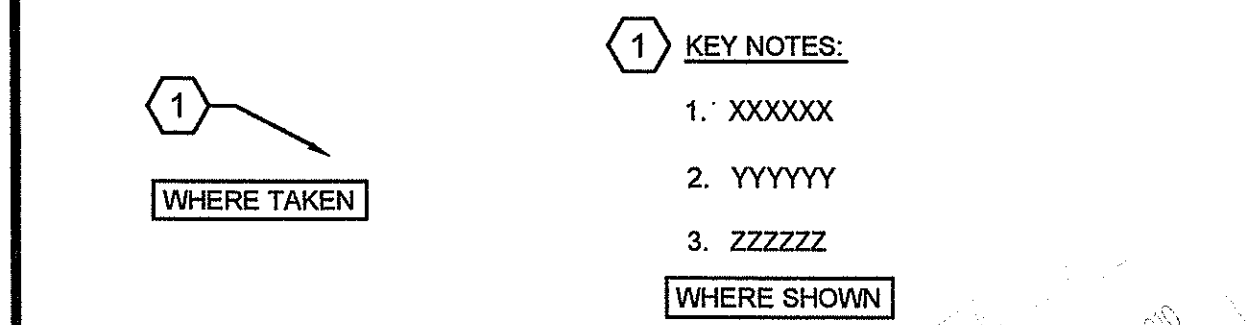 1
WHERE TAKEN
1 KEY NOTES:
1. XXXXXX
2. YYYYYY
3. ZZZZZZ
WHERE SHOWN